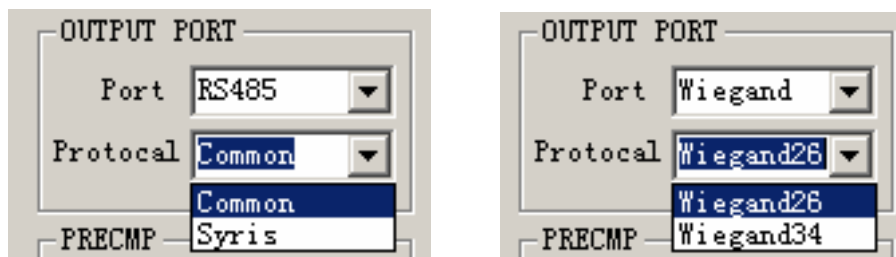 OUTPUT PORT
Port RS485
Protocal Common
Common
Syris
PRECMP
OUTPUT PORT
Port Wiegand
Protocal Wiegand26
Wiegand26
Wiegand34
PRECMP